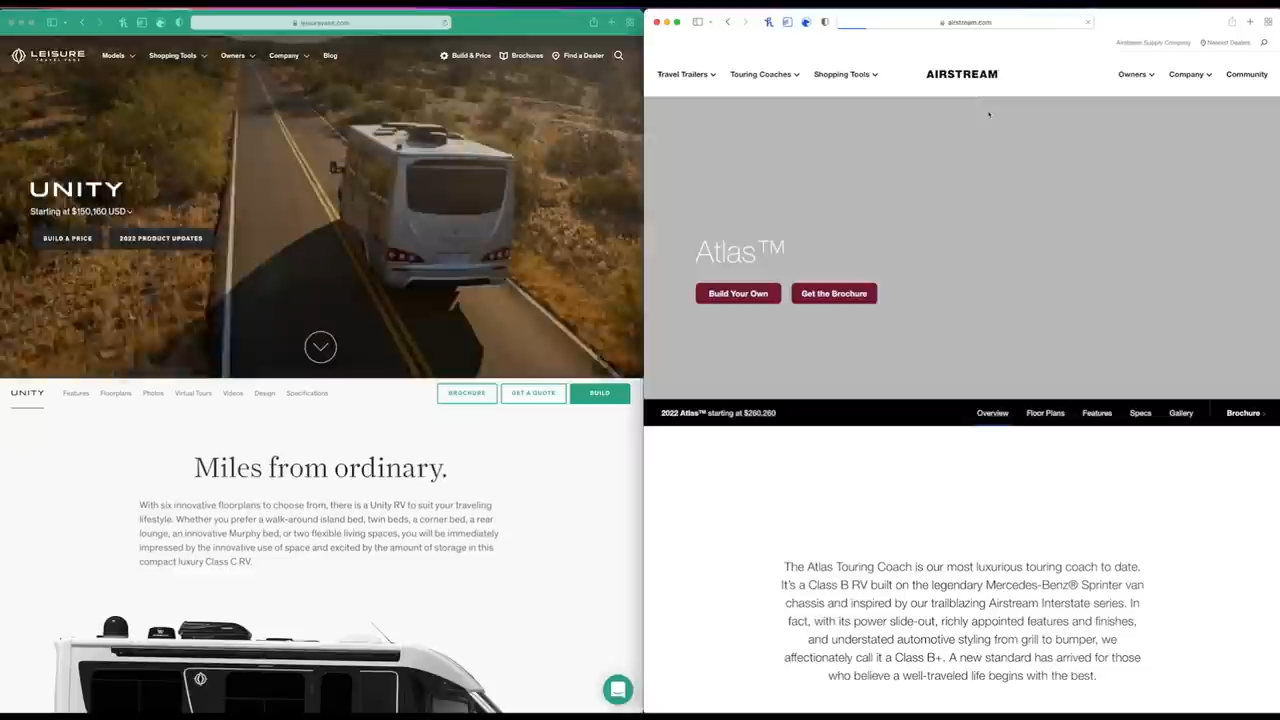 leisurevans.com
LEISURE
TRAVEL VANS
Models
Shopping Tools
Owners
Company
Blog
Build & Price
Brochures
Find a Dealer
UNITY
Starting at $150,160 USD
BUILD & PRICE
2022 PRODUCT UPDATES
UNITY
Features
Floorplans
Photos
Virtual Tours
Videos
Design
Specifications
BROCHURE
GET A QUOTE
BUILD
Miles from ordinary.
With six innovative floorplans to choose from, there is a Unity RV to suit your traveling
lifestyle. Whether you prefer a walk-around island bed, twin beds, a corner bed, a rear
lounge, an innovative Murphy bed, or two flexible living spaces, you will be immediately
impressed by the innovative use of space and excited by the amount of storage in this
compact luxury Class C RV.
airstream.com
Airstream Supply Company
Nearest Dealers
Travel Trailers
Touring Coaches
Shopping Tools
AIRSTREAM
Owners
Company
Community
Atlas™
Build Your Own
Get the Brochure
2022 Atlas™ starting at $260,260
Overview
Floor Plans
Features
Specs
Gallery
Brochure
The Atlas Touring Coach is our most luxurious touring coach to date.
It's a Class B RV built on the legendary Mercedes-Benz® Sprinter van
chassis and inspired by our trailblazing Airstream Interstate series. In
fact, with its power slide-out, richly appointed features and finishes,
and understated automotive styling from grill to bumper, we
affectionately call it a Class B+. A new standard has arrived for those
who believe a well-traveled life begins with the best.